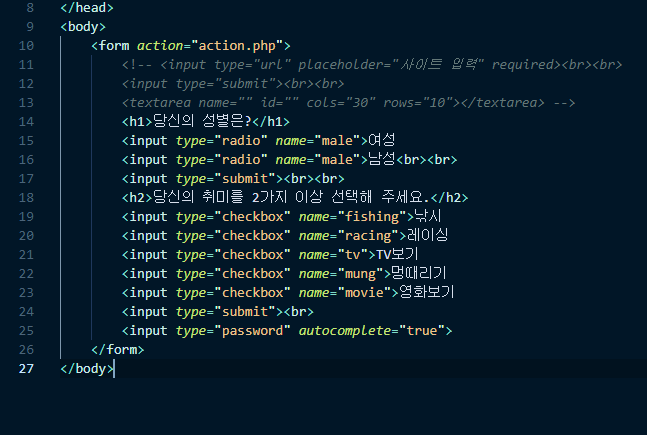 8 </head>
9 <body>
10 <form action="action.php">
11 <!-- <input type="url" placeholder="사이트 입력" required><br><br>
12 <input type="submit"><br><br>
13 <textarea name="" id="" cols="30" rows="10"></textarea> -->
14 <h1>당신의 성별은?</h1>
15 <input type="radio" name="male">여성
16 <input type="radio" name="male">남성<br><br>
17 <input type="submit"><br><br>
18 <h2>당신의 취미를 2가지 이상 선택해 주세요.</h2>
19 <input type="checkbox" name="fishing">낚시
20 <input type="checkbox" name="racing">레이싱
21 <input type="checkbox" name="tv">TV보기
22 <input type="checkbox" name="mung">멍때리기
23 <input type="checkbox" name="movie">영화보기
24 <input type="submit"><br>
25 <input type="password" autocomplete="true">
26 </form>
27 </body>